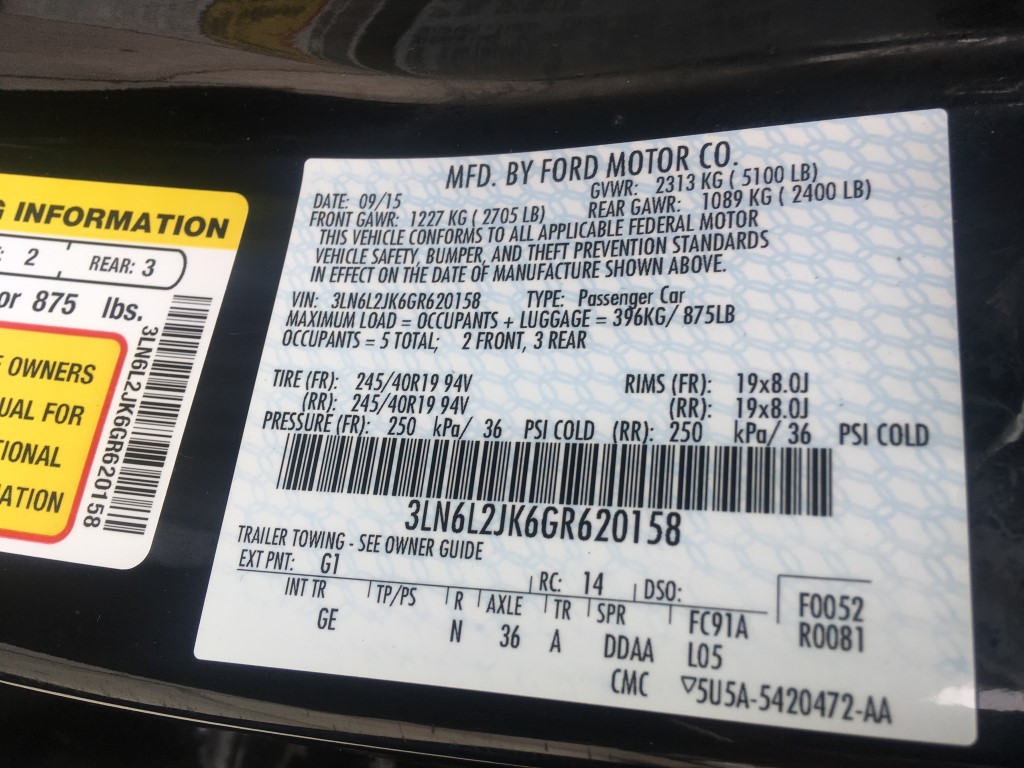 G INFORMATION
: 2 REAR: 3
or 875 lbs.
OWNERS
UAL FOR
IONAL
ATION
3LN6L2JK6GR620158
MFD. BY FORD MOTOR CO.
DATE: 09/15 GVWR: 2313 KG ( 5100 LB)
FRONT GAWR: 1227 KG ( 2705 LB) REAR GAWR: 1089 KG ( 2400 LB)
THIS VEHICLE CONFORMS TO ALL APPLICABLE FEDERAL MOTOR
VEHICLE SAFETY, BUMPER, AND THEFT PREVENTION STANDARDS
IN EFFECT ON THE DATE OF MANUFACTURE SHOWN ABOVE.
VIN: 3LN6L2JK6GR620158 TYPE: Passenger Car
MAXIMUM LOAD = OCCUPANTS + LUGGAGE = 396KG/ 875LB
OCCUPANTS = 5 TOTAL; 2 FRONT, 3 REAR
TIRE (FR): 245/40R19 94V RIMS (FR): 19x8.0J
(RR): 245/40R19 94V (RR): 19x8.0J
PRESSURE (FR): 250 kPa/ 36 PSI COLD (RR): 250 kPa/ 36 PSI COLD
3LN6L2JK6GR620158
TRAILER TOWING - SEE OWNER GUIDE
EXT PNT: G1 RC: 14 DSO:
INT TR TP/PS R AXLE TR SPR FC91A F0052
GE N 36 A DDAA L05 R0081
CMC ▽5U5A-5420472-AA